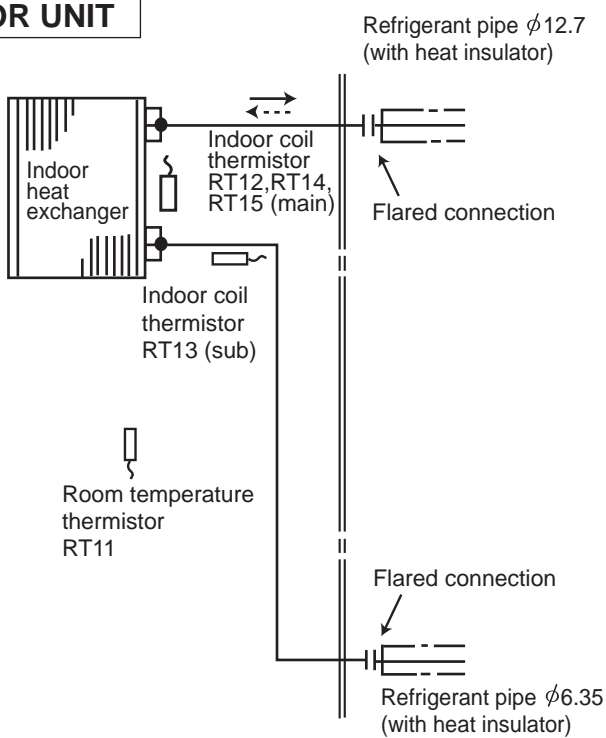 OR UNIT
Refrigerant pipe ϕ12.7
(with heat insulator)
Indoor
heat
exchanger
Indoor coil
thermistor
RT12,RT14,
RT15 (main)
Flared connection
Indoor coil
thermistor
RT13 (sub)
Room temperature
thermistor
RT11
Flared connection
Refrigerant pipe ϕ6.35
(with heat insulator)